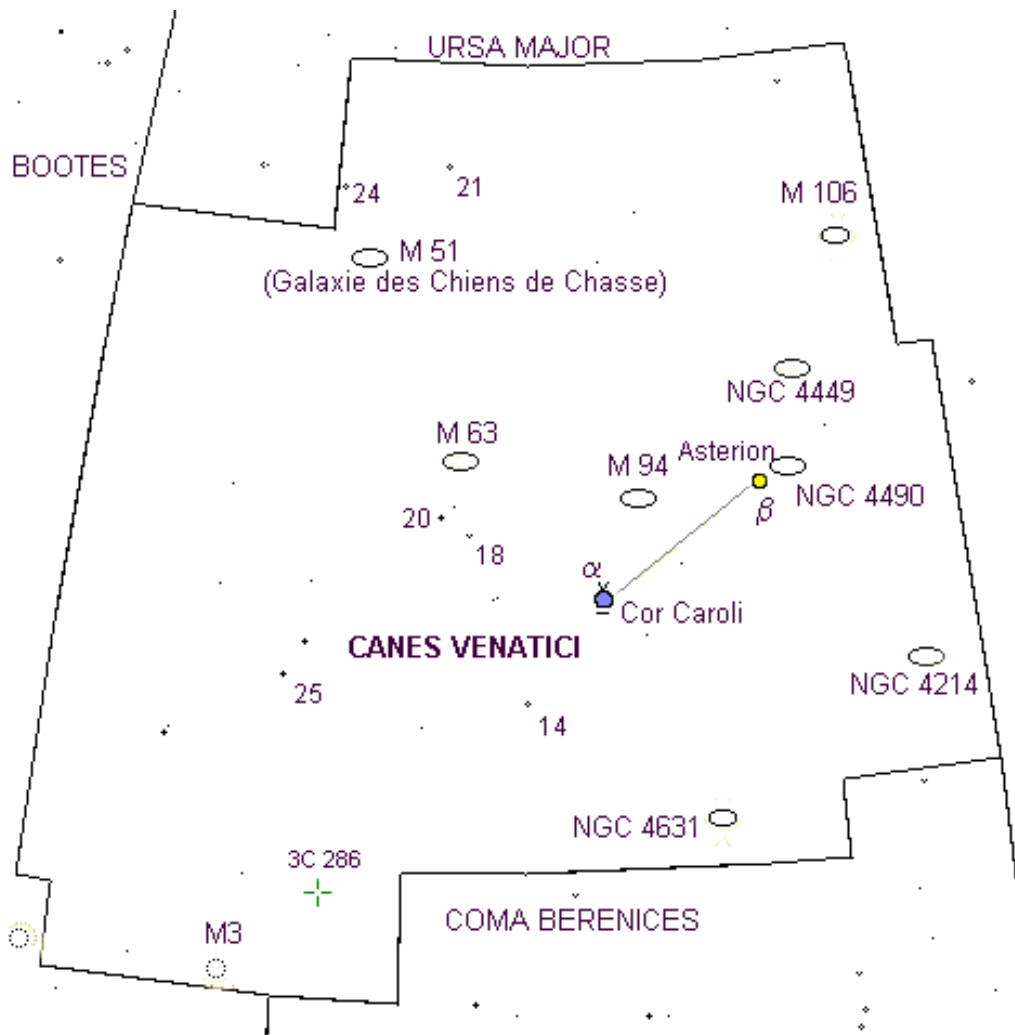 URSA MAJOR
BOOTES
24
21
M 106
M 51
(Galaxie des Chiens de Chasse)
NGC 4449
M 63
Asterion
M 94
NGC 4490
β
20
18
α
Cor Caroli
CANES VENATICI
NGC 4214
25
14
NGC 4631
3C 286
COMA BERENICES
M3